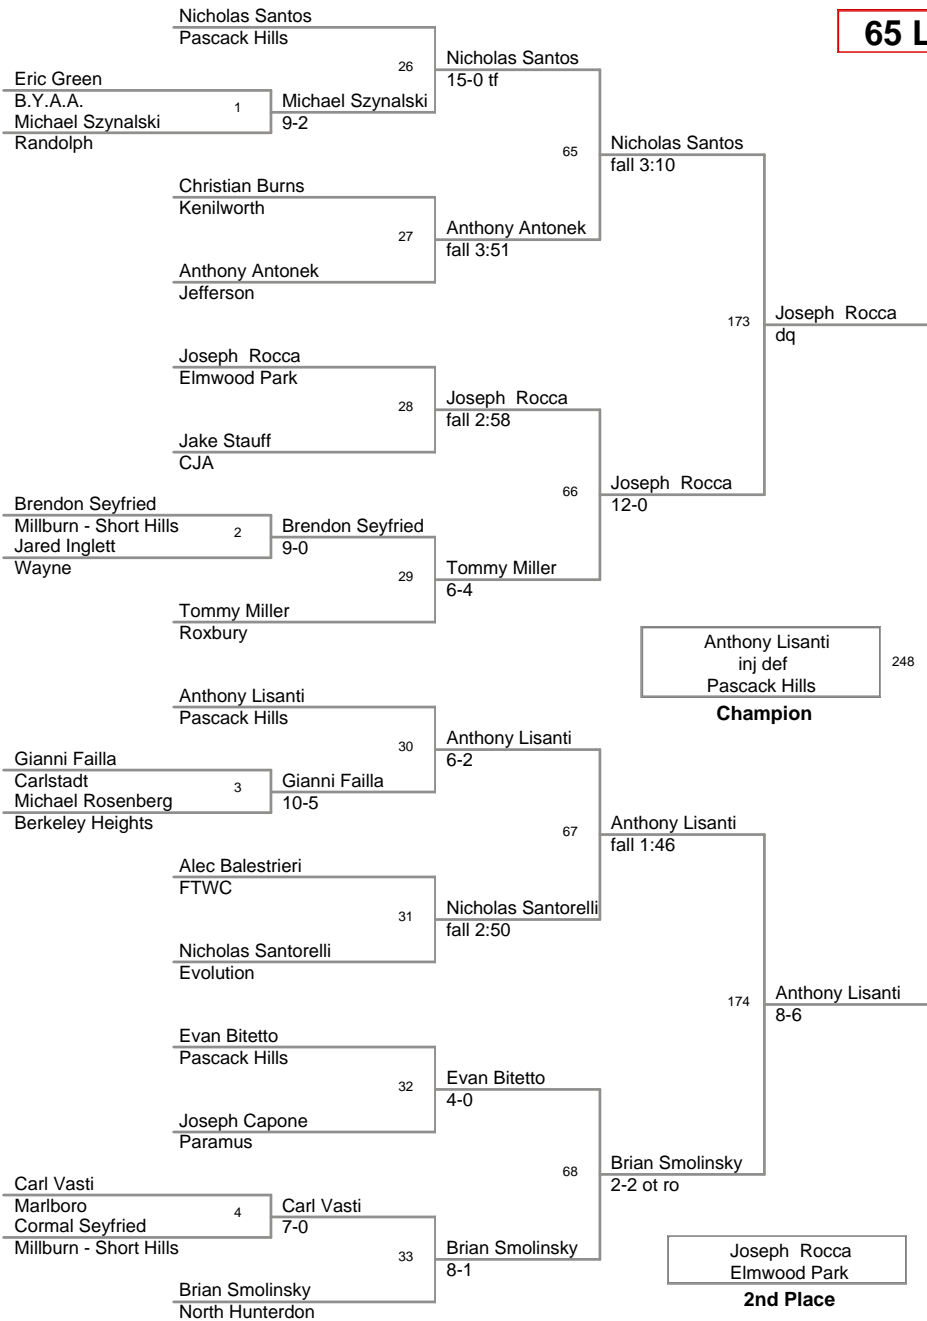 Nicholas Santos
Pascack Hills
65 L
26
Nicholas Santos
15-0 tf
Eric Green
B.Y.A.A.
1
Michael Szynalski
9-2
Michael Szynalski
Randolph
65
Nicholas Santos
fall 3:10
Christian Burns
Kenilworth
27
Anthony Antonek
fall 3:51
Anthony Antonek
Jefferson
173
Joseph  Rocca
dq
Joseph  Rocca
Elmwood Park
28
Joseph  Rocca
fall 2:58
Jake Stauff
CJA
66
Joseph  Rocca
12-0
Brendon Seyfried
Millburn - Short Hills
2
Brendon Seyfried
9-0
Jared Inglett
Wayne
29
Tommy Miller
6-4
Tommy Miller
Roxbury
Anthony Lisanti
inj def
Pascack Hills
248
Champion
Anthony Lisanti
Pascack Hills
30
Anthony Lisanti
6-2
Gianni Failla
Carlstadt
3
Gianni Failla
10-5
Michael Rosenberg
Berkeley Heights
67
Anthony Lisanti
fall 1:46
Alec Balestrieri
FTWC
31
Nicholas Santorelli
fall 2:50
Nicholas Santorelli
Evolution
174
Anthony Lisanti
8-6
Evan Bitetto
Pascack Hills
32
Evan Bitetto
4-0
Joseph Capone
Paramus
68
Brian Smolinsky
2-2 ot ro
Carl Vasti
Marlboro
4
Carl Vasti
7-0
Cormal Seyfried
Millburn - Short Hills
33
Brian Smolinsky
8-1
Brian Smolinsky
North Hunterdon
Joseph  Rocca
Elmwood Park
2nd Place